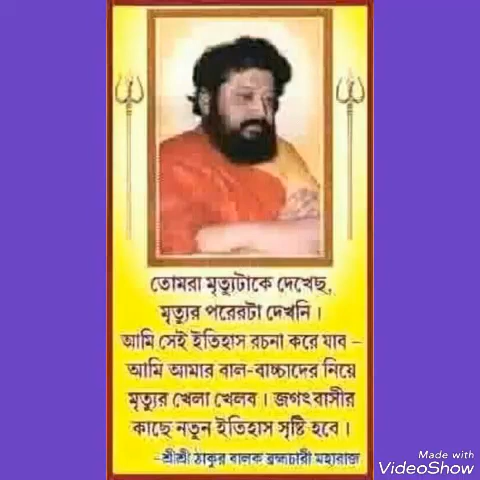 তোমরা মৃত্যুটাকে দেখেছ,
মৃত্যুর পরেরটা দেখনি ।
আমি সেই ইতিহাস রচনা করে যাব –
আমি আমার বাল-বাচ্চাদের নিয়ে
মৃত্যুর খেলা খেলব । জগৎবাসীর
কাছে নতুন ইতিহাস সৃষ্টি হবে ।
–শ্রীশ্রী ঠাকুর বালক ব্রহ্মচারী মহারাজ
Made with
VideoShow